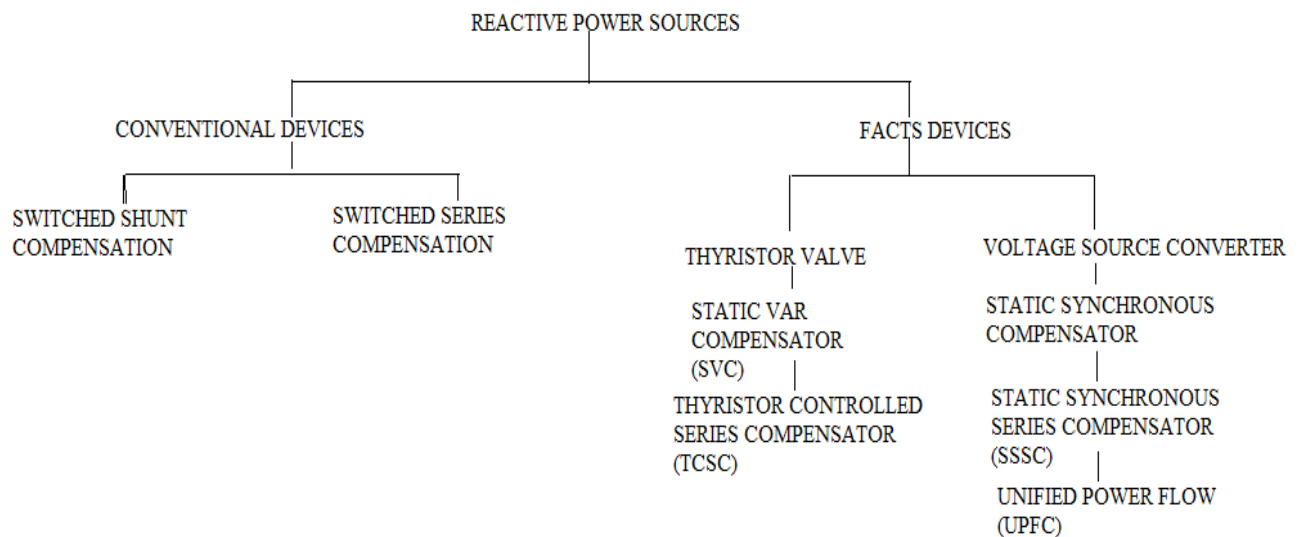 REACTIVE POWER SOURCES
CONVENTIONAL DEVICES
FACTS DEVICES
SWITCHED SHUNT
COMPENSATION
SWITCHED SERIES
COMPENSATION
THYRISTOR VALVE
STATIC VAR
COMPENSATOR
(SVC)
THYRISTOR CONTROLLED
SERIES COMPENSATOR
(TCSC)
VOLTAGE SOURCE CONVERTER
STATIC SYNCHRONOUS
COMPENSATOR
STATIC SYNCHRONOUS
SERIES COMPENSATOR
(SSSC)
UNIFIED POWER FLOW
(UPFC)